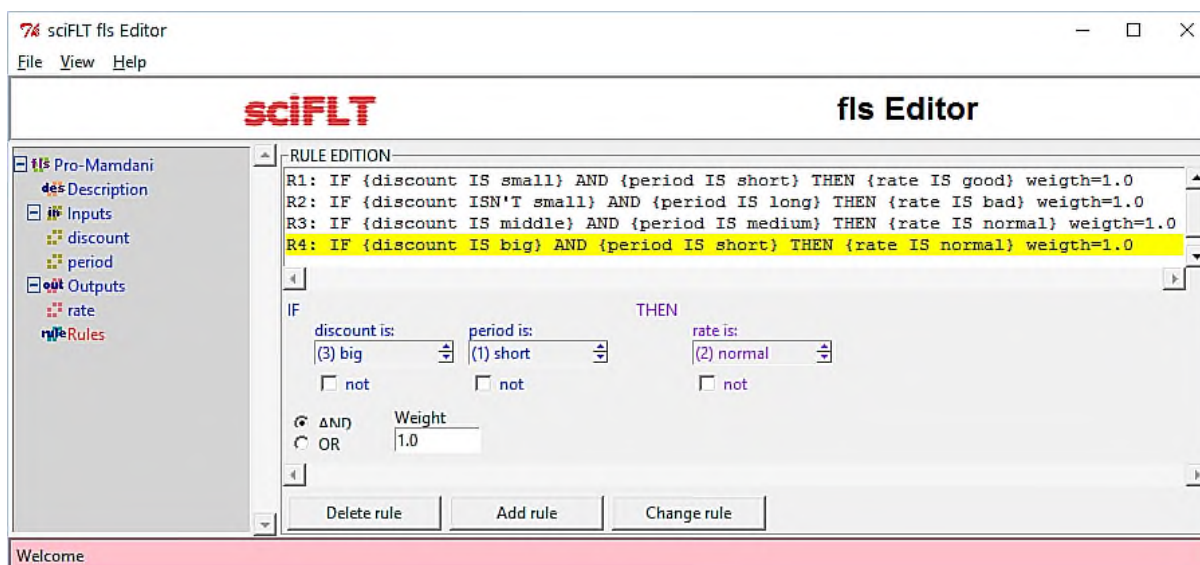 sciFLT fls Editor
File View Help
sciFLT fls Editor
fls Pro-Mamdani
des Description
Inputs
discount
period
out Outputs
rate
rule Rules
RULE EDITION
R1: IF {discount IS small} AND {period IS short} THEN {rate IS good} weigth=1.0
R2: IF {discount ISN'T small} AND {period IS long} THEN {rate IS bad} weigth=1.0
R3: IF {discount IS middle} AND {period IS medium} THEN {rate IS normal} weigth=1.0
R4: IF {discount IS big} AND {period IS short} THEN {rate IS normal} weigth=1.0
IF THEN
discount is: period is: rate is:
(3) big (1) short (2) normal
not not not
AND Weight
OR 1.0
Delete rule Add rule Change rule
Welcome